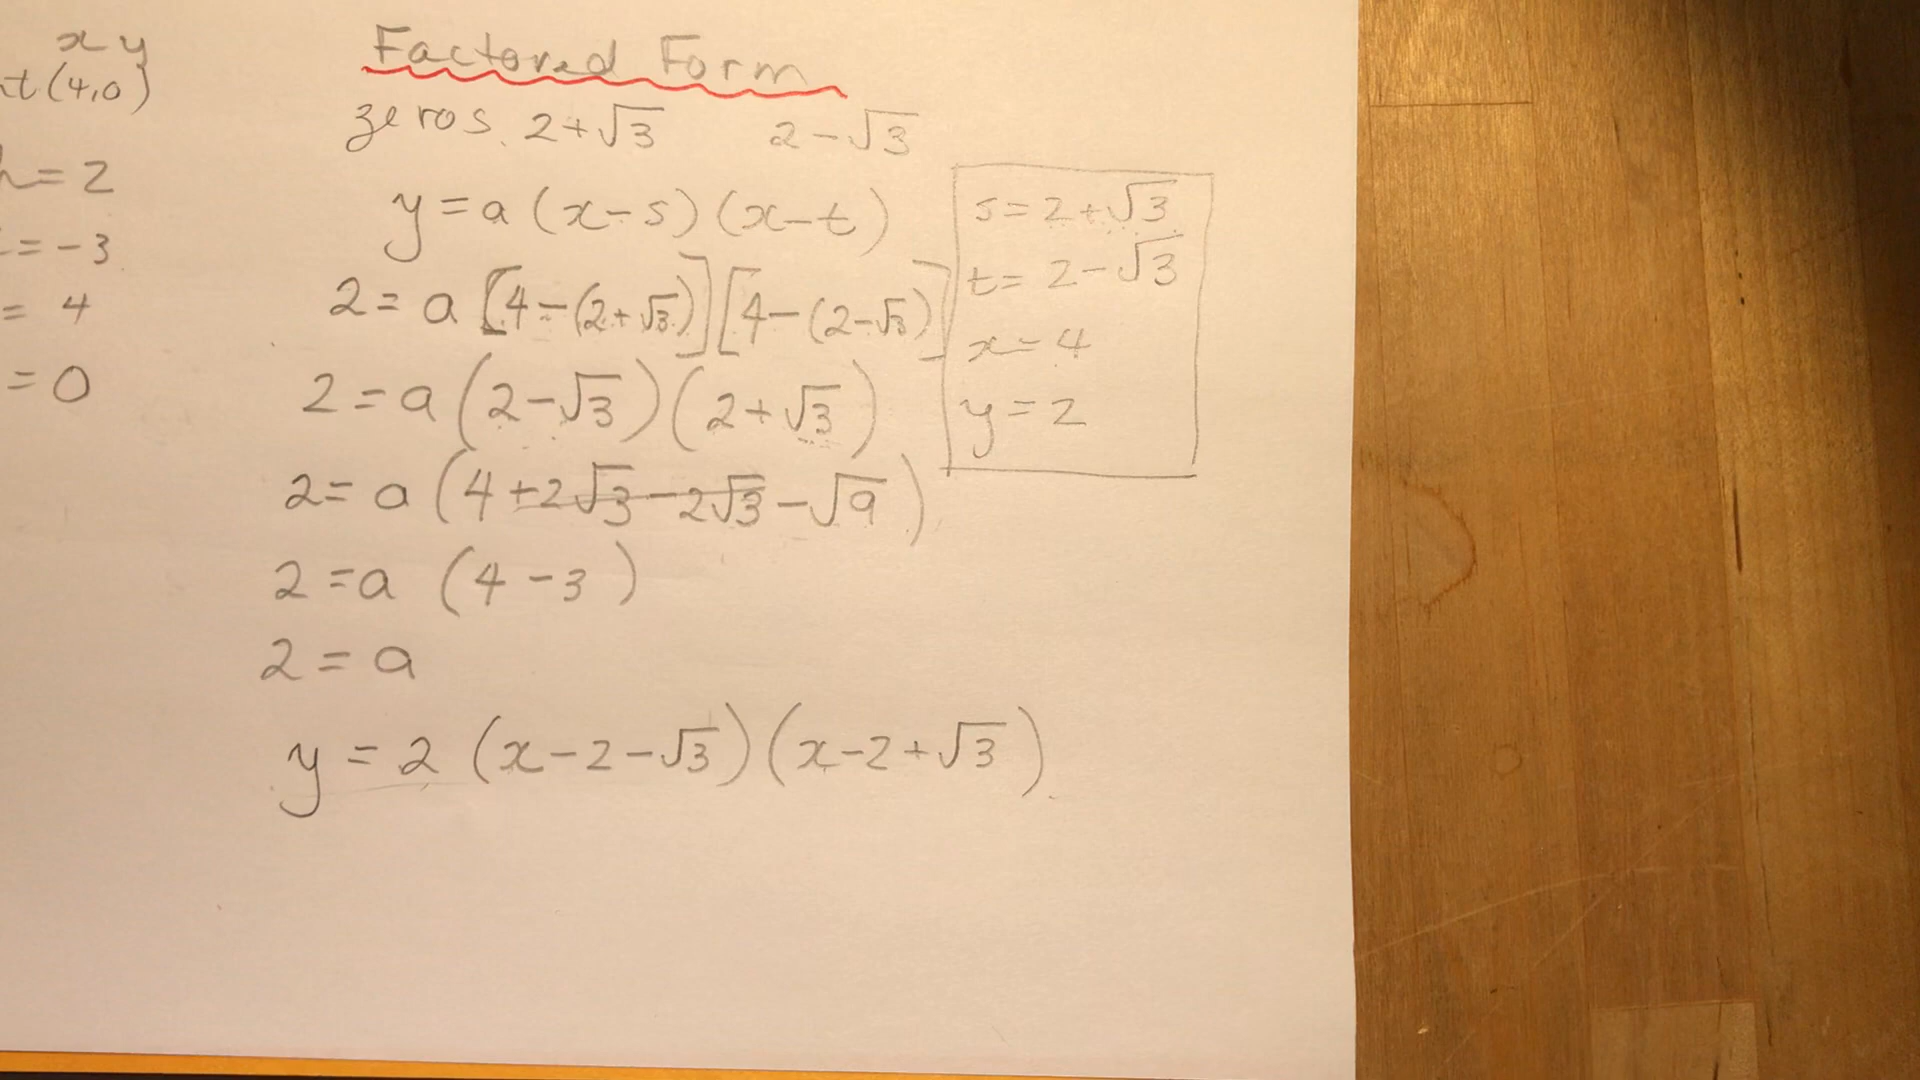 x y
t (4,0)
= 2
= -3
= 4
= 0
Factored Form
zeros. 2+√3 2-√3
y = a (x-s) (x-t)
2 = a [4-(2+√3)] [4-(2-√3)]
2 = a (2-√3) (2+√3)
2 = a (4+2√3-2√3-√9)
2 = a (4-3)
2 = a
y = 2 (x-2-√3) (x-2+√3)
s = 2+√3
t = 2-√3
x = 4
y = 2